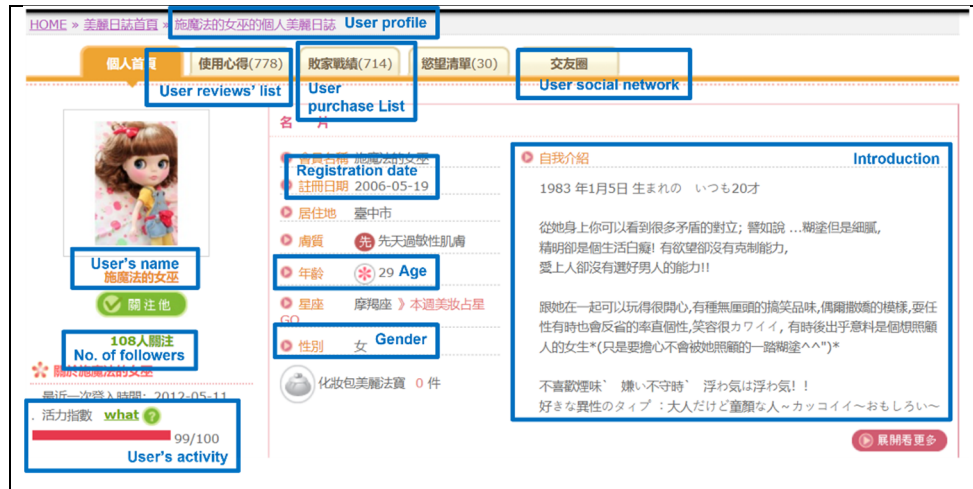 HOME » 美麗日誌首頁 » 施魔法的女巫的個人美麗日誌 User profile
個人首頁 使用心得(778) 敗家戰績(714) 慾望清單(30) 交友圈
User reviews' list
User purchase List
User social network
名 片
會員名稱 施魔法的女巫
Registration date
註冊日期 2006-05-19
居住地 臺中市
膚質 先 先天過敏性肌膚
年齡 29 Age
星座 摩羯座 》本週美妝占星
GO
性別 女 Gender
化妝包美麗法寶 0 件
自我介紹 Introduction
1983 年1月5日 生まれの いつも20才
從她身上你可以看到很多矛盾的對立; 譬如說 ...糊塗但是細膩,
精明卻是個生活白癡! 有欲望卻沒有克制能力,
愛上人卻沒有選好男人的能力!!
跟她在一起可以玩得很開心,有種無厘頭的搞笑品味,偶爾撒嬌的模樣,耍任
性有時也會反省的率直個性,笑容很カワイイ, 有時後出乎意料是個想照顧
人的女生*(只是要擔心不會被她照顧的一踏糊塗^^")*
不喜歡煙味` 嫌い不守時` 浮わ気は浮わ気!!
好きな異性のタィプ :大人だけど童顏な人~カッコイイ~おもしろい~
展開看更多
User's name
施魔法的女巫
關注他
108人關注
No. of followers
關於施魔法的女巫
最近一次登入時間: 2012-05-11
. 活力指數 what ?
99/100
User's activity